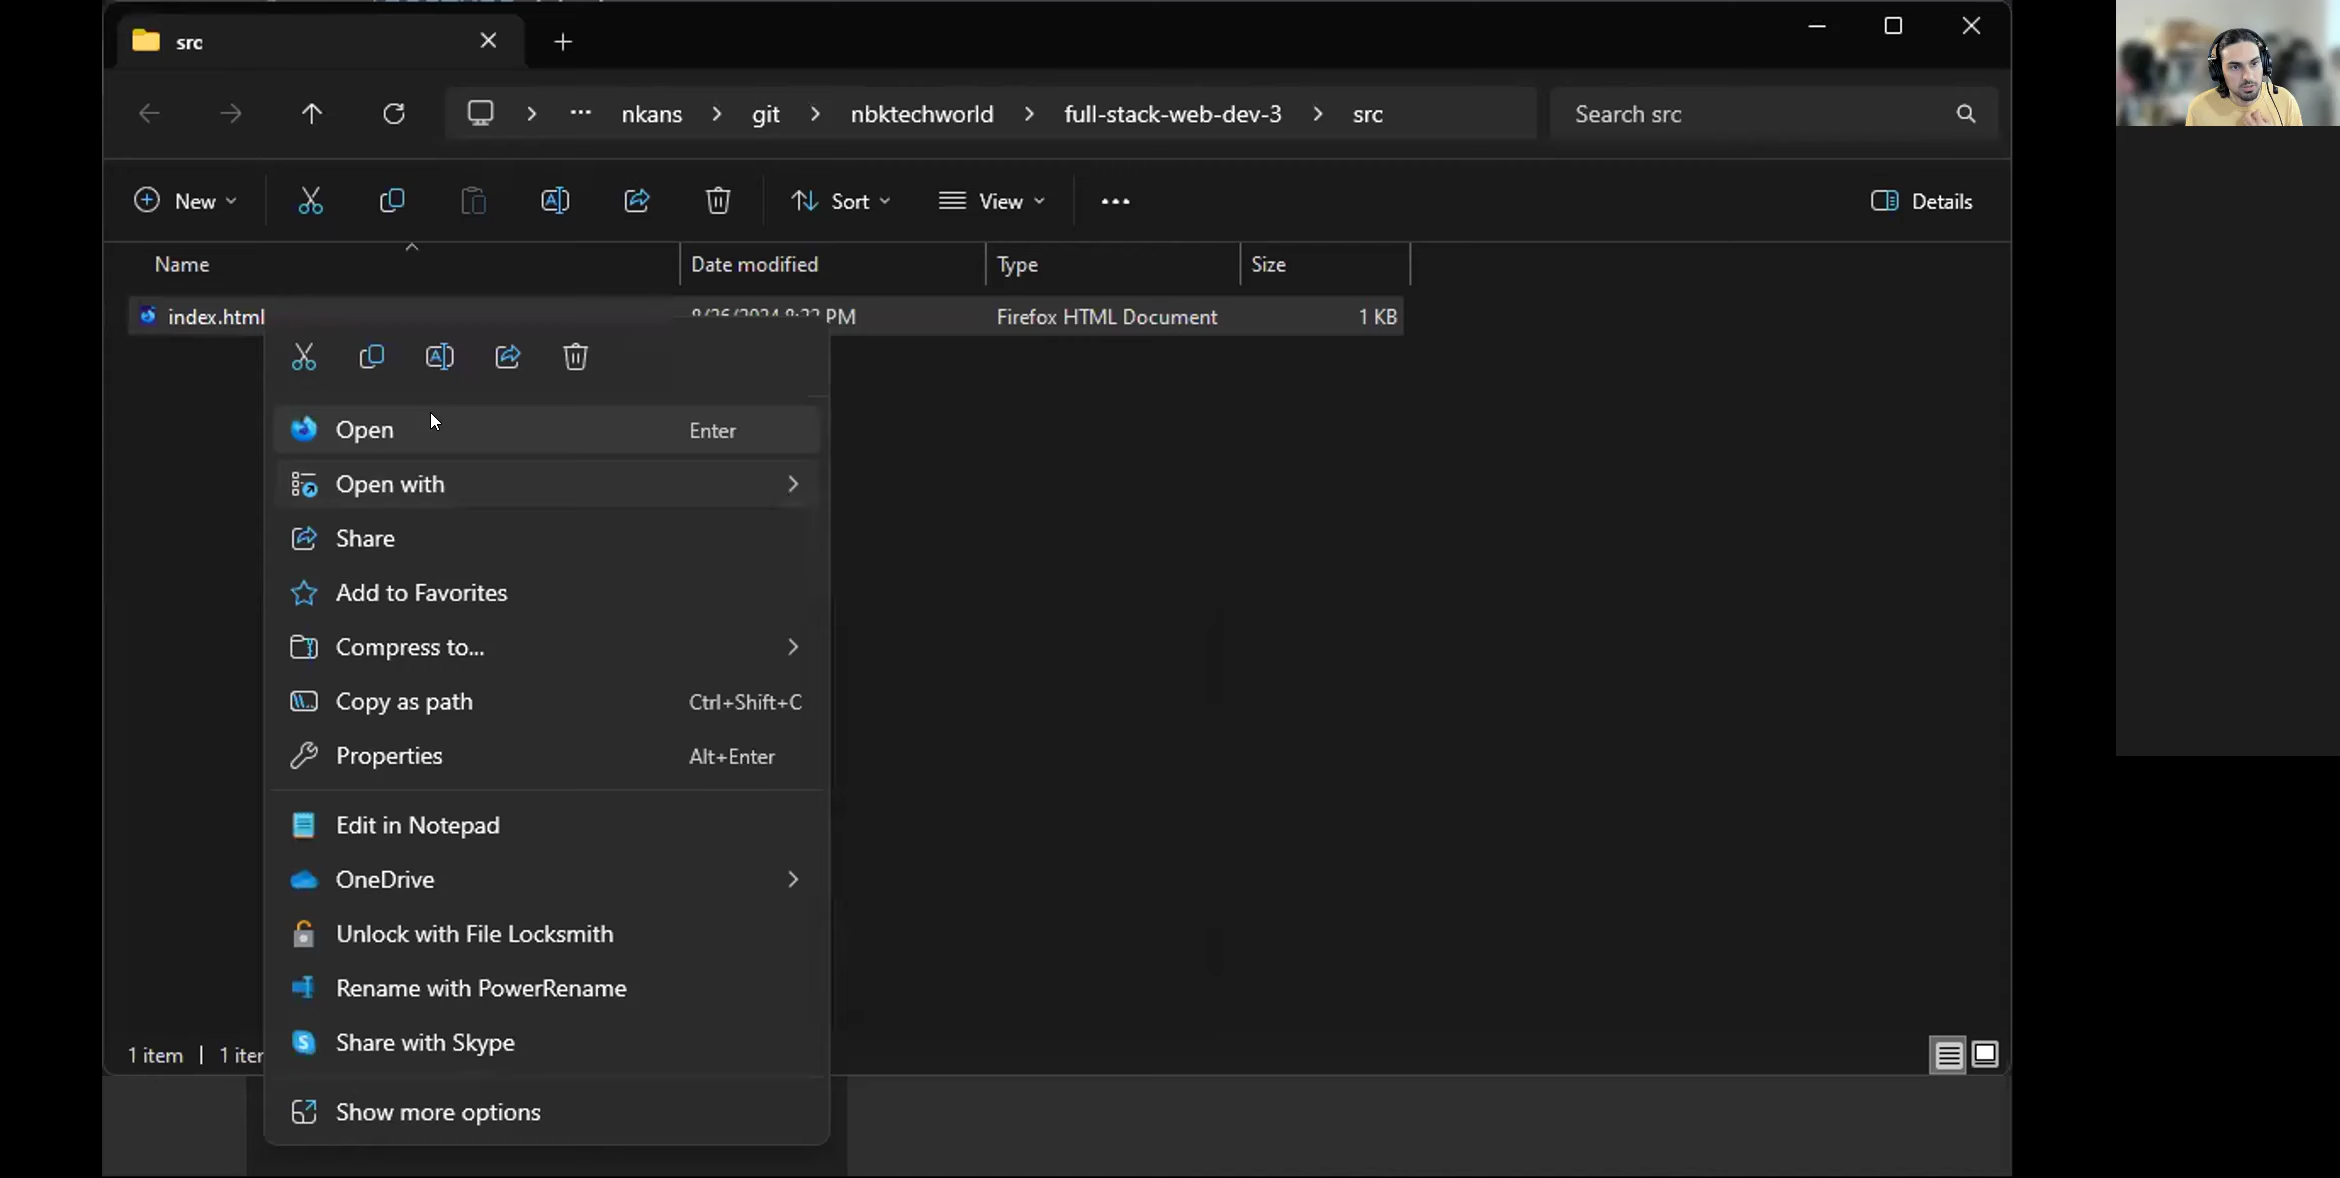 src
nkans > git > nbktechworld > full-stack-web-dev-3 > src
Search src
New
Sort
View
Details
Name
Date modified
Type
Size
index.html
PM
Firefox HTML Document
1 KB
Open Enter
Open with
Share
Add to Favorites
Compress to...
Copy as path Ctrl+Shift+C
Properties Alt+Enter
Edit in Notepad
OneDrive
Unlock with File Locksmith
Rename with PowerRename
Share with Skype
Show more options
1 item | 1